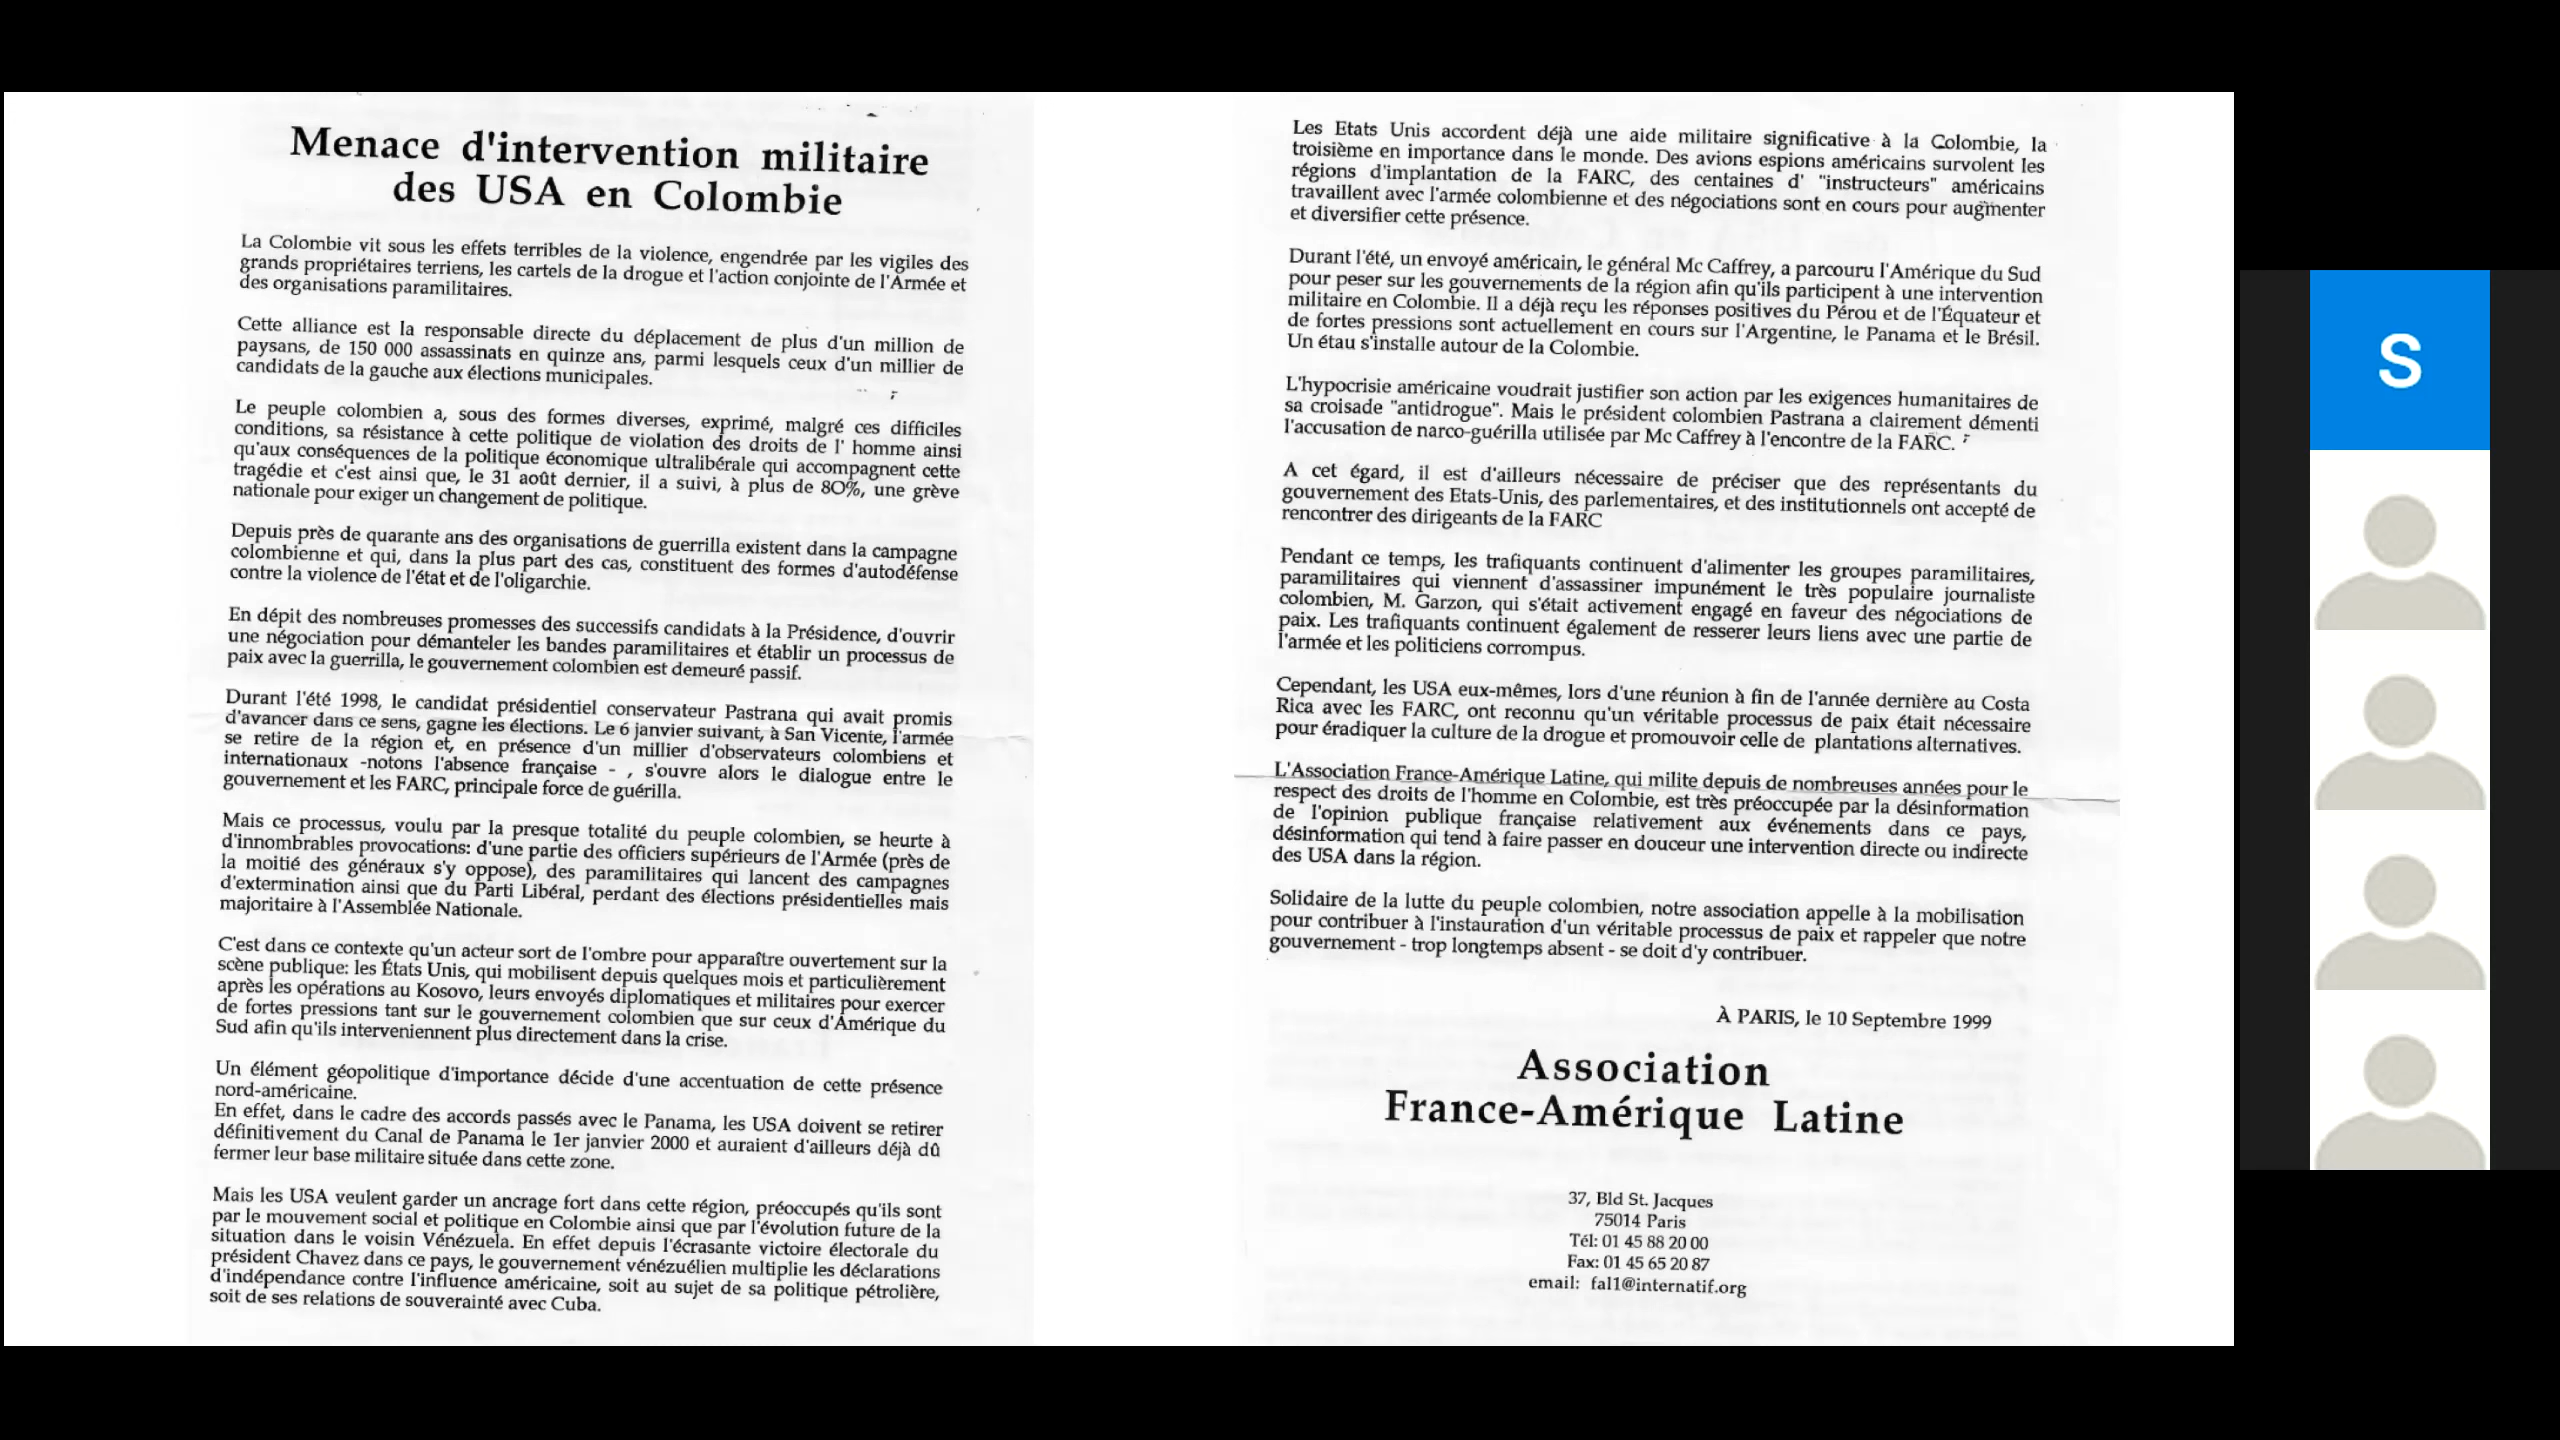 Menace d'intervention militaire
des USA en Colombie
La Colombie vit sous les effets terribles de la violence, engendrée par les vigiles des
grands propriétaires terriens, les cartels de la drogue et l'action conjointe de l'Armée et
des organisations paramilitaires.
Cette alliance est la responsable directe du déplacement de plus d'un million de
paysans, de 150 000 assassinats en quinze ans, parmi lesquels ceux d'un millier de
candidats de la gauche aux élections municipales.
Le peuple colombien a, sous des formes diverses, exprimé, malgré ces difficiles
conditions, sa résistance à cette politique de violation des droits de l' homme ainsi
qu'aux conséquences de la politique économique ultralibérale qui accompagnent cette
tragédie et c'est ainsi que, le 31 août dernier, il a suivi, à plus de 80%, une grève
nationale pour exiger un changement de politique.
Depuis près de quarante ans des organisations de guerrilla existent dans la campagne
colombienne et qui, dans la plus part des cas, constituent des formes d'autodéfense
contre la violence de l'état et de l'oligarchie.
En dépit des nombreuses promesses des successifs candidats à la Présidence, d'ouvrir
une négociation pour démanteler les bandes paramilitaires et établir un processus de
paix avec la guerrilla, le gouvernement colombien est demeuré passif.
Durant l'été 1998, le candidat présidentiel conservateur Pastrana qui avait promis
d'avancer dans ce sens, gagne les élections. Le 6 janvier suivant, à San Vicente, l'armée
se retire de la région et, en présence d'un millier d'observateurs colombiens et
internationaux -notons l'absence française - , s'ouvre alors le dialogue entre le
gouvernement et les FARC, principale force de guérilla.
Mais ce processus, voulu par la presque totalité du peuple colombien, se heurte à
d'innombrables provocations: d'une partie des officiers supérieurs de l'Armée (près de
la moitié des généraux s'y oppose), des paramilitaires qui lancent des campagnes
d'extermination ainsi que du Parti Libéral, perdant des élections présidentielles mais
majoritaire à l'Assemblée Nationale.
C'est dans ce contexte qu'un acteur sort de l'ombre pour apparaître ouvertement sur la
scène publique: les États Unis, qui mobilisent depuis quelques mois et particulièrement
après les opérations au Kosovo, leurs envoyés diplomatiques et militaires pour exercer
de fortes pressions tant sur le gouvernement colombien que sur ceux d'Amérique du
Sud afin qu'ils interveniennent plus directement dans la crise.
Un élément géopolitique d'importance décide d'une accentuation de cette présence
nord-américaine.
En effet, dans le cadre des accords passés avec le Panama, les USA doivent se retirer
définitivement du Canal de Panama le 1er janvier 2000 et auraient d'ailleurs déjà dû
fermer leur base militaire située dans cette zone.
Mais les USA veulent garder un ancrage fort dans cette région, préoccupés qu'ils sont
par le mouvement social et politique en Colombie ainsi que par l'évolution future de la
situation dans le voisin Vénézuela. En effet depuis l'écrasante victoire électorale du
président Chavez dans ce pays, le gouvernement vénézuélien multiplie les déclarations
d'indépendance contre l'influence américaine, soit au sujet de sa politique pétrolière,
soit de ses relations de souverainté avec Cuba.
Les Etats Unis accordent déjà une aide militaire significative à la Colombie, la
troisième en importance dans le monde. Des avions espions américains survolent les
régions d'implantation de la FARC, des centaines d' "instructeurs" américains
travaillent avec l'armée colombienne et des négociations sont en cours pour augmenter
et diversifier cette présence.
Durant l'été, un envoyé américain, le général Mc Caffrey, a parcouru l'Amérique du Sud
pour peser sur les gouvernements de la région afin qu'ils participent à une intervention
militaire en Colombie. Il a déjà reçu les réponses positives du Pérou et de l'Équateur et
de fortes pressions sont actuellement en cours sur l'Argentine, le Panama et le Brésil.
Un étau s'installe autour de la Colombie.
L'hypocrisie américaine voudrait justifier son action par les exigences humanitaires de
sa croisade "antidrogue". Mais le président colombien Pastrana a clairement démenti
l'accusation de narco-guérilla utilisée par Mc Caffrey à l'encontre de la FARC.
A cet égard, il est d'ailleurs nécessaire de préciser que des représentants du
gouvernement des Etats-Unis, des parlementaires, et des institutionnels ont accepté de
rencontrer des dirigeants de la FARC
Pendant ce temps, les trafiquants continuent d'alimenter les groupes paramilitaires,
paramilitaires qui viennent d'assassiner impunément le très populaire journaliste
colombien, M. Garzon, qui s'était activement engagé en faveur des négociations de
paix. Les trafiquants continuent également de resserer leurs liens avec une partie de
l'armée et les politiciens corrompus.
Cependant, les USA eux-mêmes, lors d'une réunion à fin de l'année dernière au Costa
Rica avec les FARC, ont reconnu qu'un véritable processus de paix était nécessaire
pour éradiquer la culture de la drogue et promouvoir celle de plantations alternatives.
L'Association France-Amérique Latine, qui milite depuis de nombreuses années pour le
respect des droits de l'homme en Colombie, est très préoccupée par la désinformation
de l'opinion publique française relativement aux événements dans ce pays,
désinformation qui tend à faire passer en douceur une intervention directe ou indirecte
des USA dans la région.
Solidaire de la lutte du peuple colombien, notre association appelle à la mobilisation
pour contribuer à l'instauration d'un véritable processus de paix et rappeler que notre
gouvernement - trop longtemps absent - se doit d'y contribuer.
À PARIS, le 10 Septembre 1999
Association
France-Amérique Latine
37, Bld St. Jacques
75014 Paris
Tél: 01 45 88 20 00
Fax: 01 45 65 20 87
email: fal1@internatif.org
S